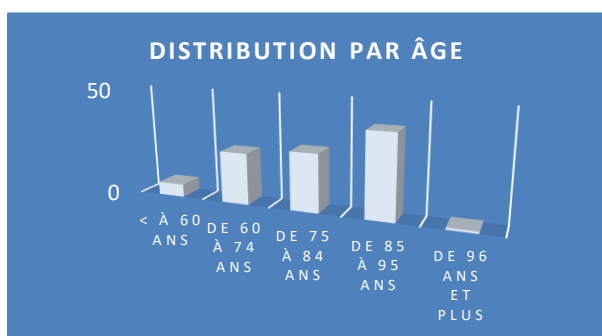 DISTRIBUTION PAR ÂGE
50
0
< À 60
ANS
DE 60
À 74
ANS
DE 75
À 84
ANS
DE 85
À 95
ANS
DE 96
ANS
ET
PLUS